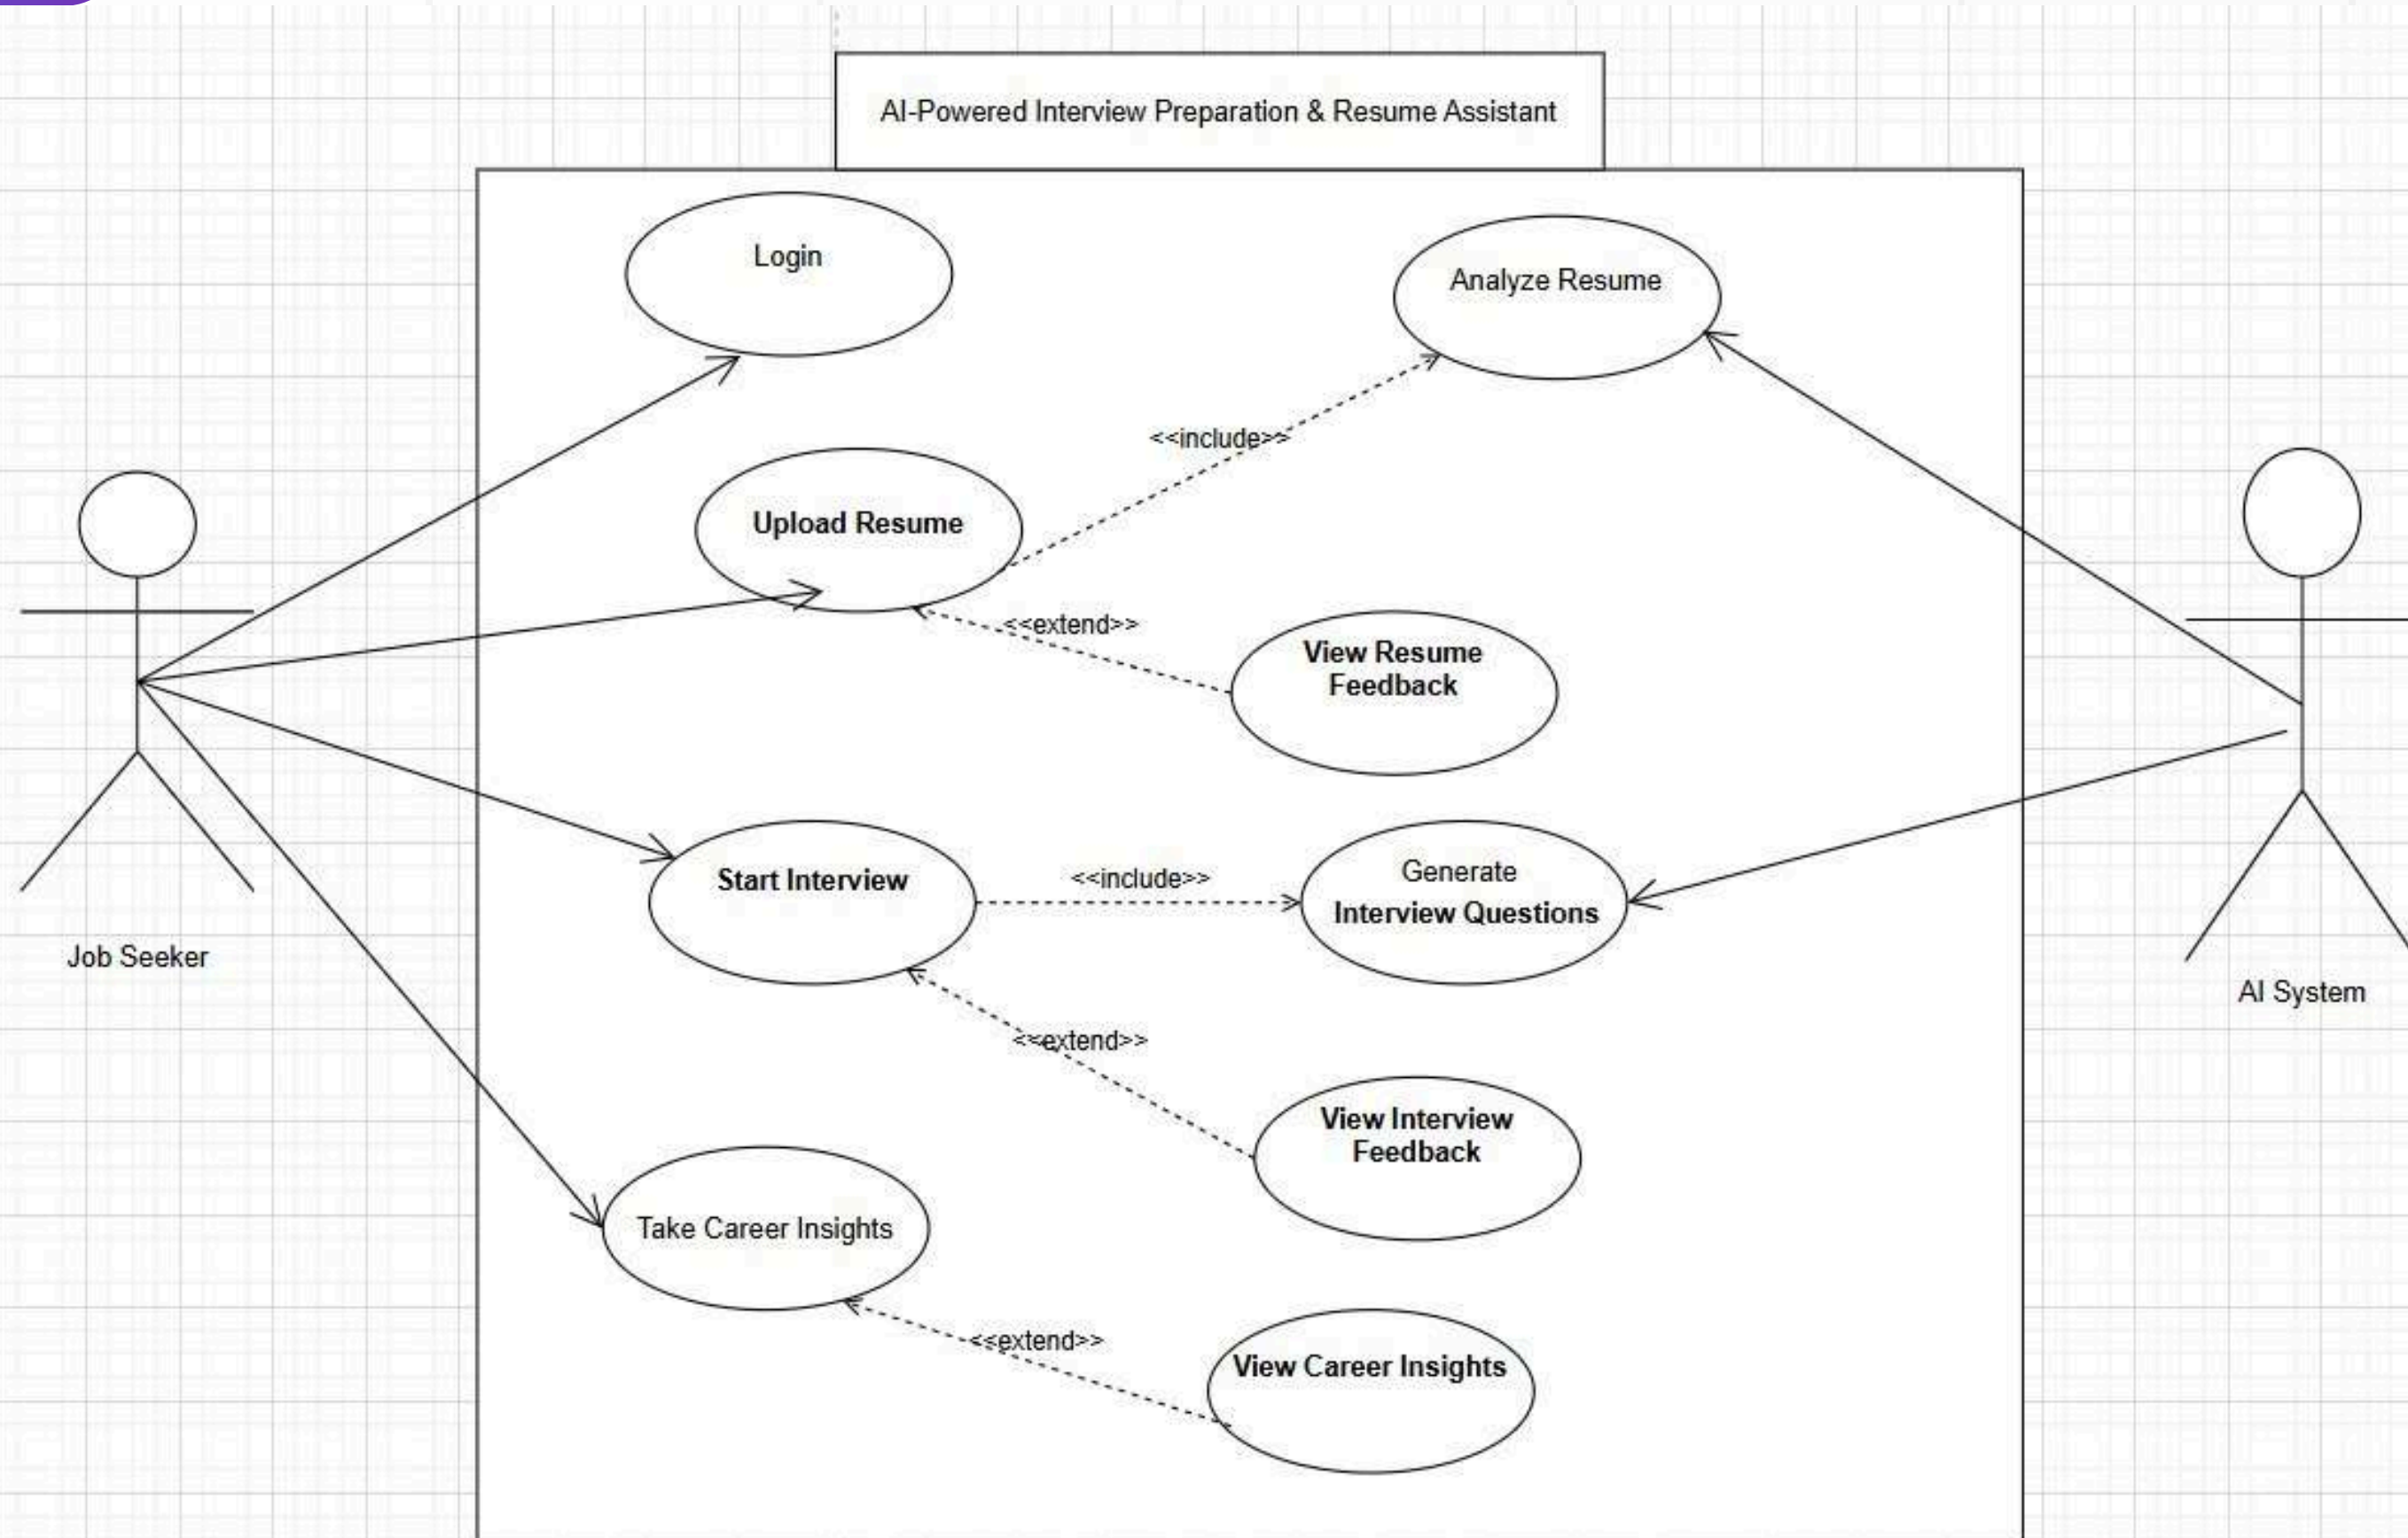 AI-Powered Interview Preparation & Resume Assistant
Login
Analyze Resume
<<include>>
Upload Resume
<<extend>>
View Resume
Feedback
Start Interview
<<include>>
Generate
Interview Questions
Job Seeker
AI System
<<extend>>
View Interview
Feedback
Take Career Insights
<<extend>>
View Career Insights